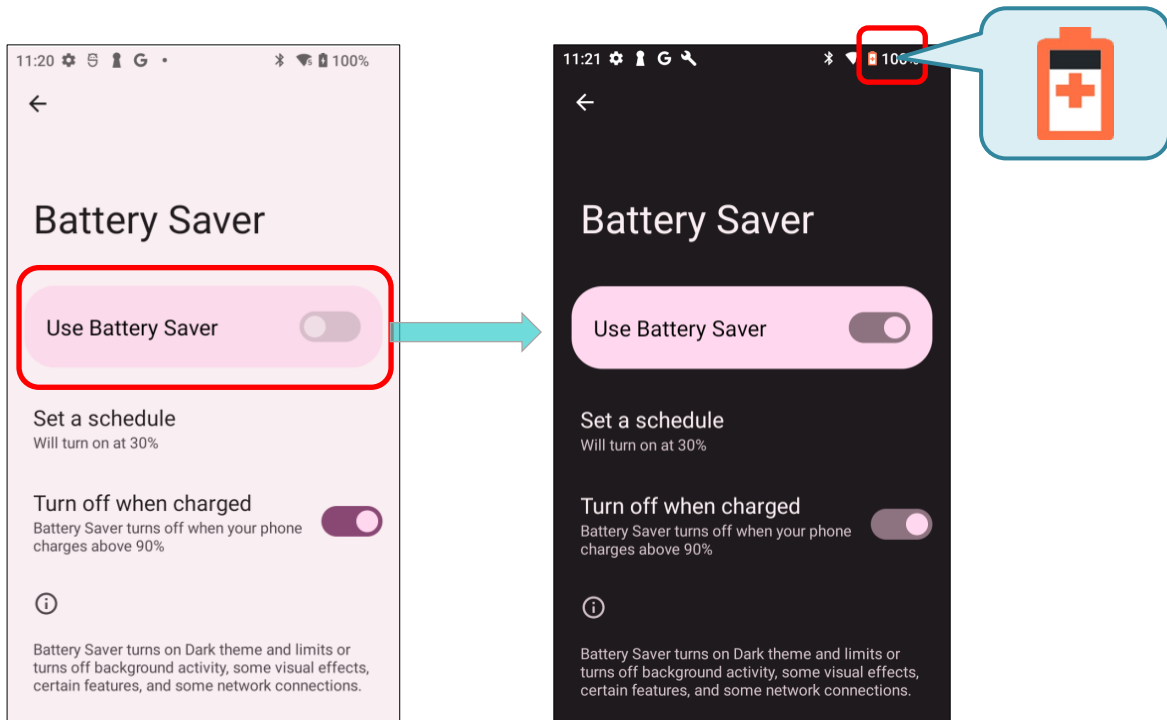 11:20 G • 100%
Battery Saver
Use Battery Saver
Set a schedule
Will turn on at 30%
Turn off when charged
Battery Saver turns off when your phone
charges above 90%
Battery Saver turns on Dark theme and limits or
turns off background activity, some visual effects,
certain features, and some network connections.
11:21 G 100%
Battery Saver
Use Battery Saver
Set a schedule
Will turn on at 30%
Turn off when charged
Battery Saver turns off when your phone
charges above 90%
Battery Saver turns on Dark theme and limits or
turns off background activity, some visual effects,
certain features, and some network connections.